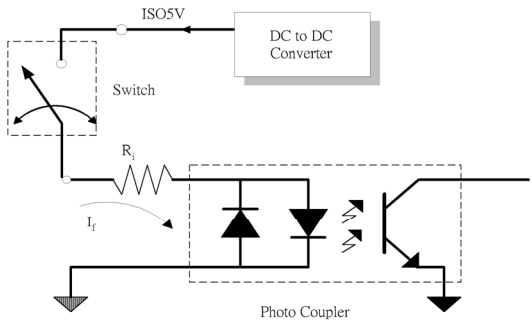 ISO5V
DC to DC
Converter
Switch
Ri
If
Photo Coupler